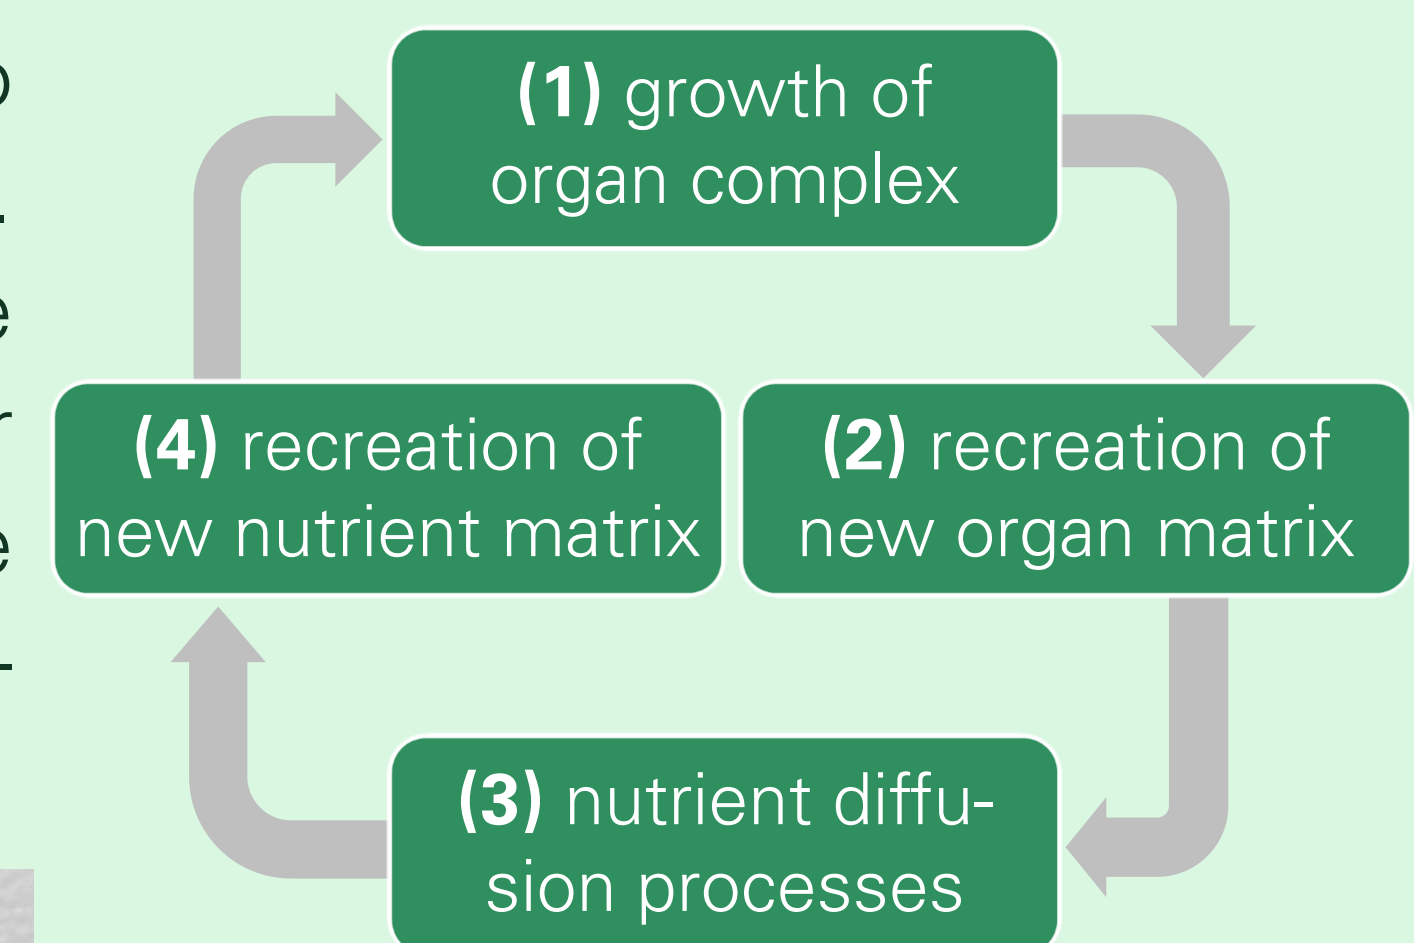 (1) growth of
organ complex
(2) recreation of
new organ matrix
(3) nutrient diffu-
sion processes
(4) recreation of
new nutrient matrix